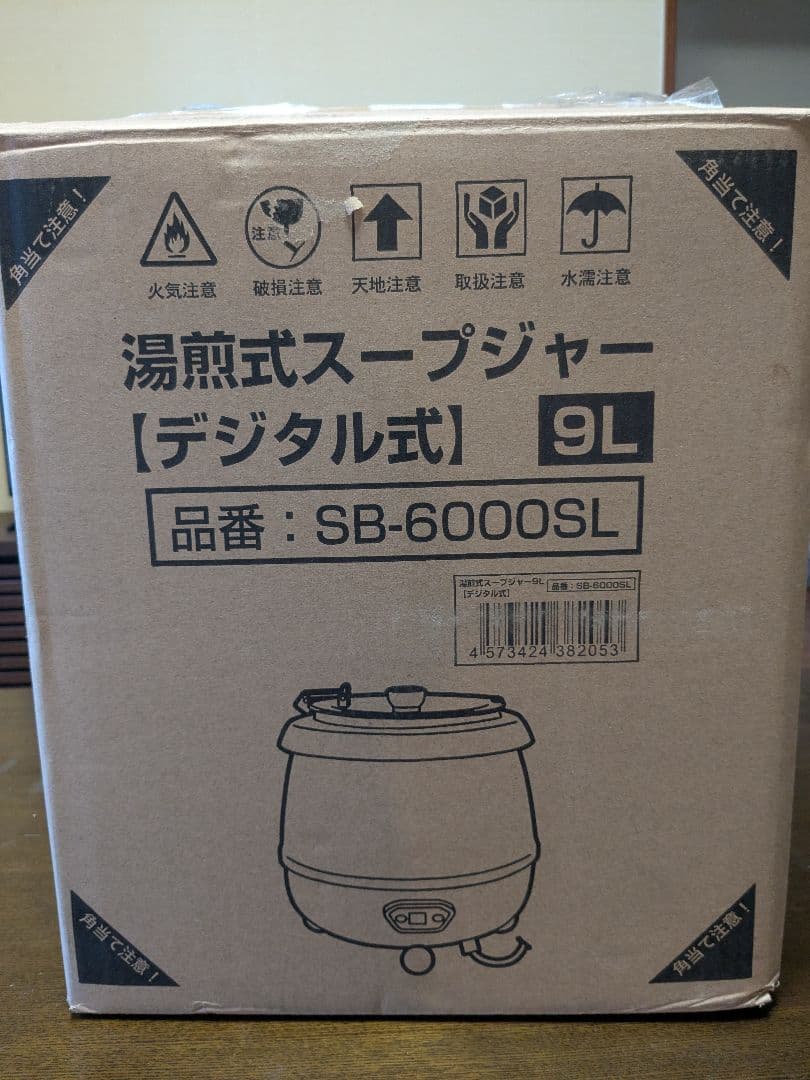 角当て注意！
角当て注意！
注意
火気注意
破損注意
天地注意
取扱注意
水濡注意
湯煎式スープジャー
【デジタル式】 9L
品番：SB-6000SL
湯煎式スープジャー9L 品番：SB-6000SL
【デジタル式】
4 573424 382053
角当て注意！
角当て注意！